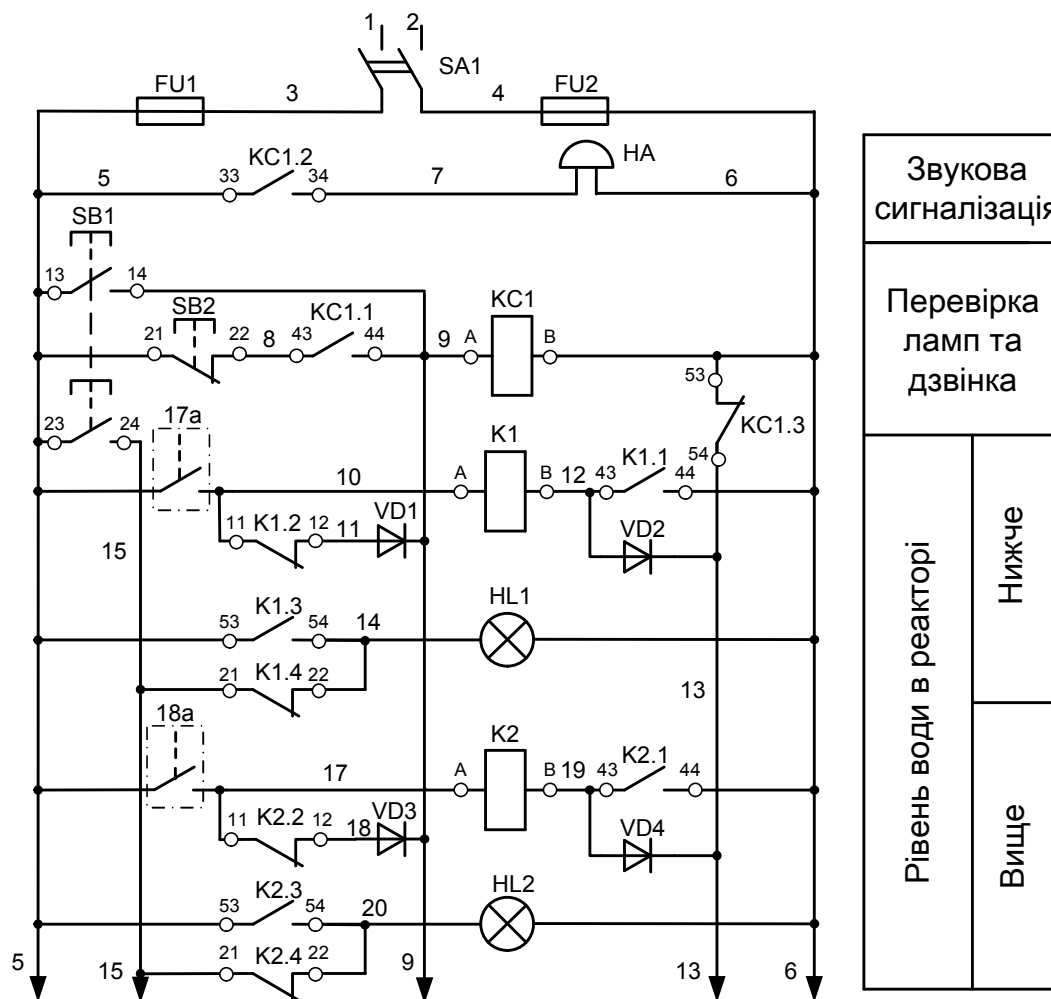 1 2
SA1
FU1 3 4 FU2
KC1.2 HA
5 33 34 7 6
SB1
13 14
SB2 KC1.1 KC1
21 22 8 43 44 9 A B
53
KC1.3
54
23 24 17а
K1
10 A B 12 43 K1.1 44
11 K1.2 12 11 VD1
VD2
15
HL1
53 K1.3 54 14
21 K1.4 22
13
18а
K2
17 A B 19 43 K2.1 44
11 K2.2 12 18 VD3
VD4
HL2
53 K2.3 54 20
21 K2.4 22
5 15 9 13 6
Звукова
сигналізація
Перевірка
ламп та
дзвінка
Рівень води в реакторі
Нижче
Вище